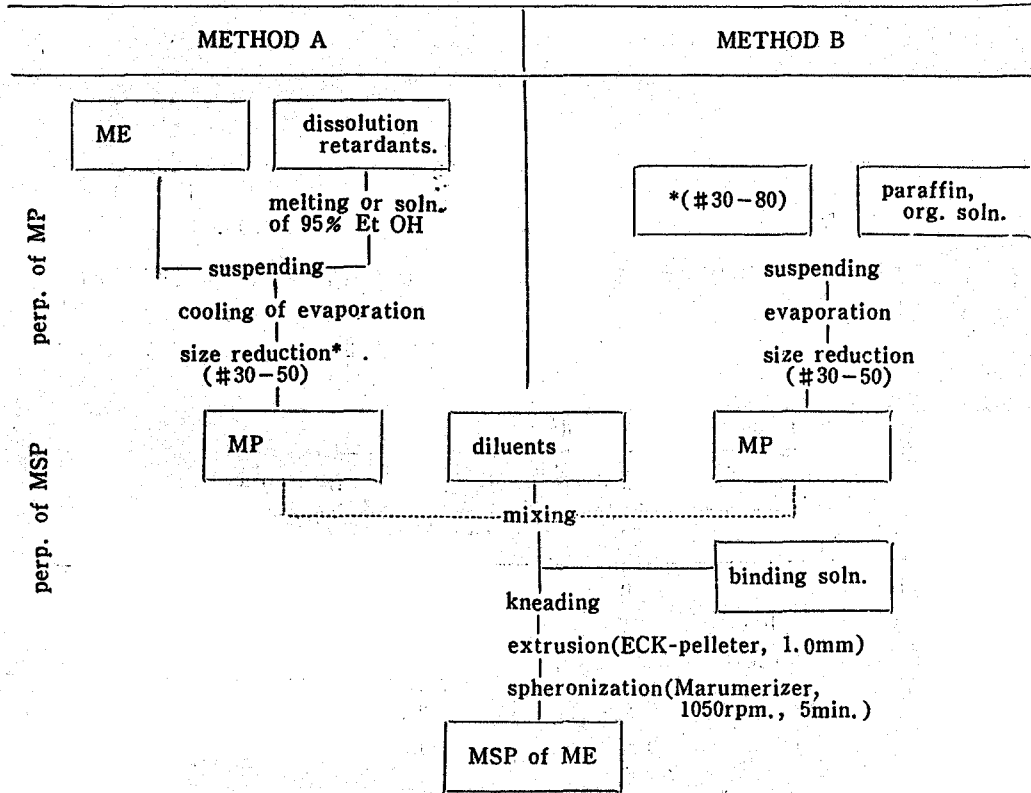 METHOD A
METHOD B
ME
dissolution
retardants.
melting or soln.
of 95% Et OH
suspending
cooling of evaporation
size reduction*
(#30-50)
MP
perp. of MP
*(#30-80)
paraffin,
org. soln.
suspending
evaporation
size reduction
(#30-50)
MP
diluents
mixing
perp. of MSP
binding soln.
kneading
extrusion(ECK-pelleter, 1.0mm)
spheronization(Marumerizer,
1050rpm., 5min.)
MSP of ME